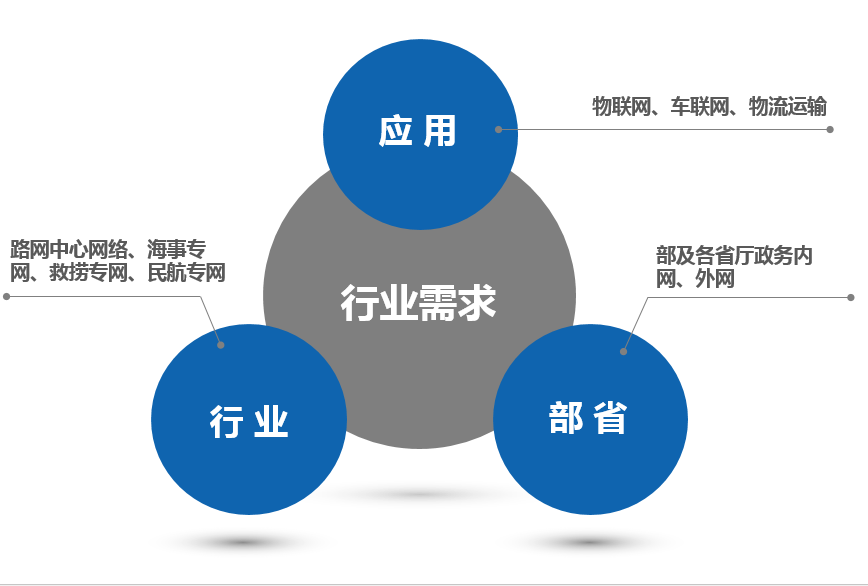 物联网、车联网、物流运输
应 用
路网中心网络、海事专
网、救捞专网、民航专网
部及各省厅政务内
网、外网
行业需求
行 业
部 省